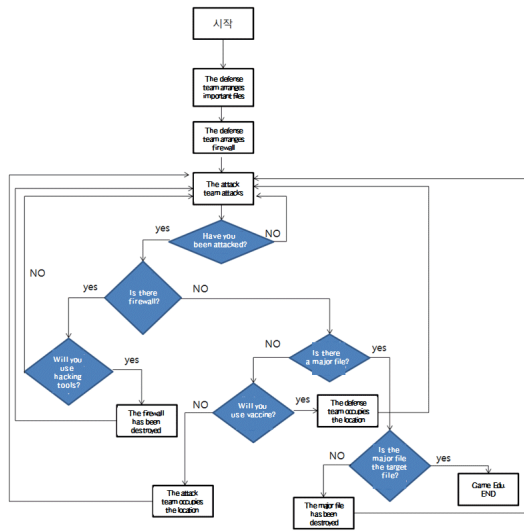 시작
The defense
team arranges
important files
The defense
team arranges
firewall
The attack
team attacks
yes
Have you
been attacked?
NO
Is there
firewall?
yes
NO
NO
Will you
use
hacking
tools?
yes
The firewall
has been
destroyed
Is there
a major file?
NO
yes
Will you
use vaccine?
NO
yes
The defense
team occupies
the location
The attack
team occupies
the location
Is the
major file
the target
file?
NO
yes
The major file
has been
destroyed
Game Edu
END